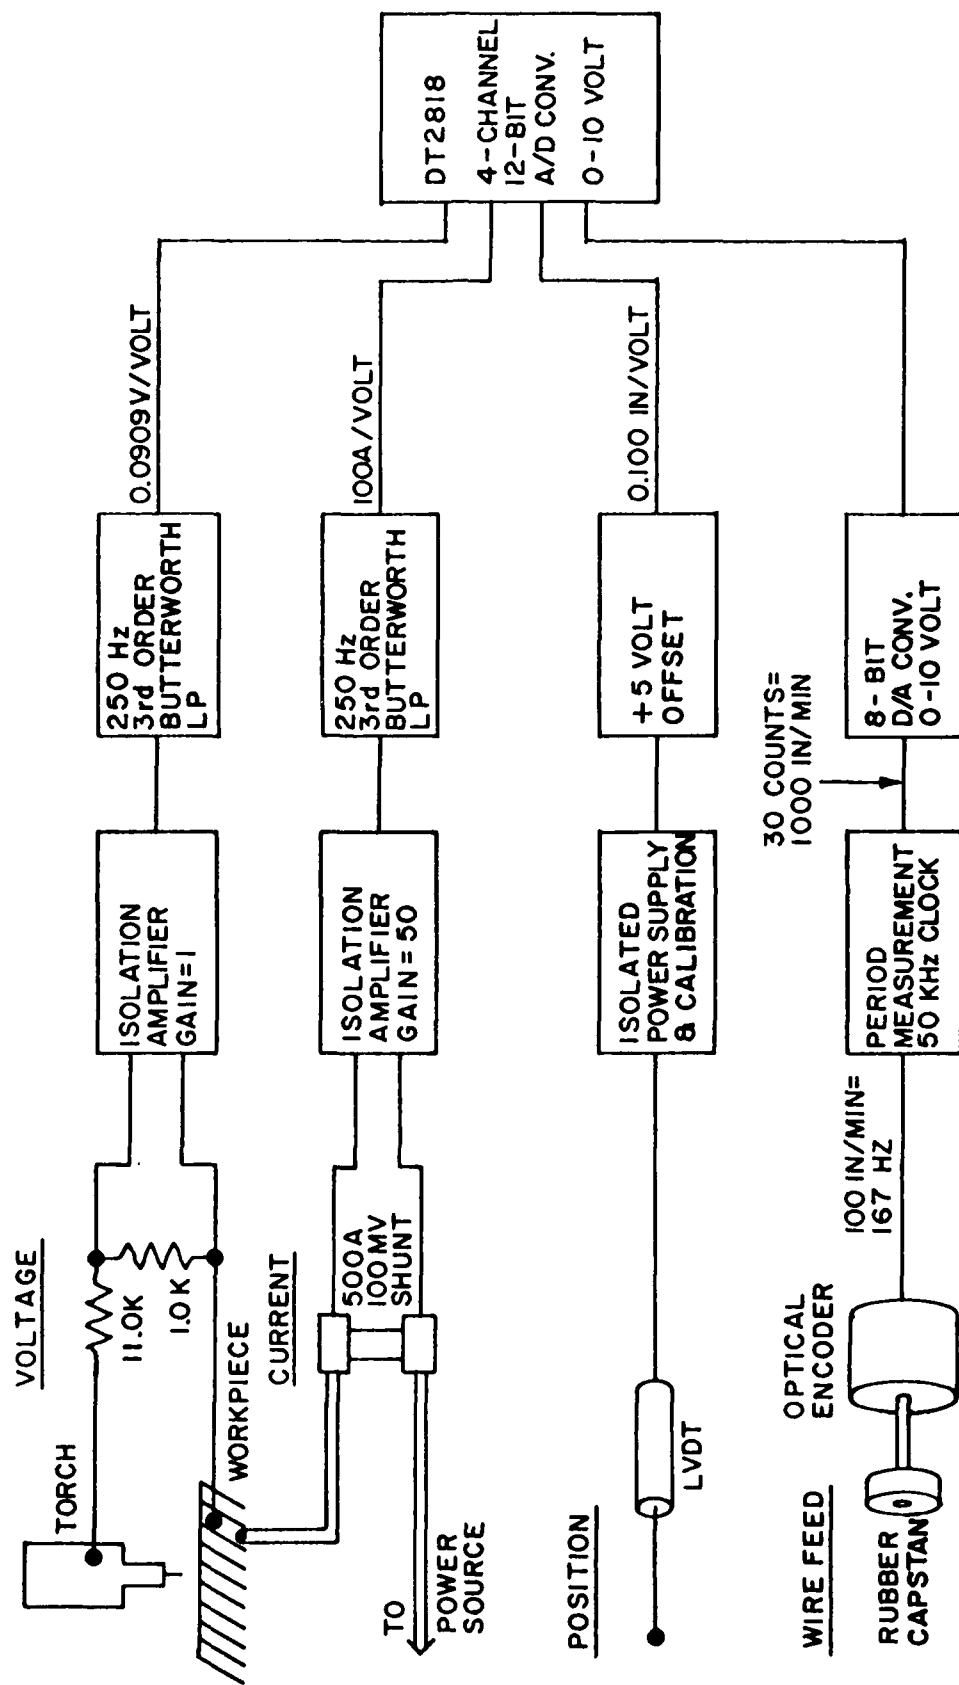 VOLTAGE
TORCH
11.0K
1.0K
WORKPIECE
ISOLATION
AMPLIFIER
GAIN=1
250 Hz
3rd ORDER
BUTTERWORTH
LP
0.0909V/VOLT
CURRENT
500A
100MV
SHUNT
TO
POWER
SOURCE
ISOLATION
AMPLIFIER
GAIN=50
250 Hz
3rd ORDER
BUTTERWORTH
LP
100A/VOLT
DT2818
4-CHANNEL
12-BIT
A/D CONV.
0-10 VOLT
POSITION
LVDT
ISOLATED
POWER SUPPLY
& CALIBRATION
+5 VOLT
OFFSET
0.100 IN/VOLT
WIRE FEED
RUBBER
CAPSTAN
OPTICAL
ENCODER
100 IN/MIN=
167 HZ
PERIOD
MEASUREMENT
50 KHz CLOCK
30 COUNTS=
1000 IN/MIN
8-BIT
D/A CONV.
0-10 VOLT